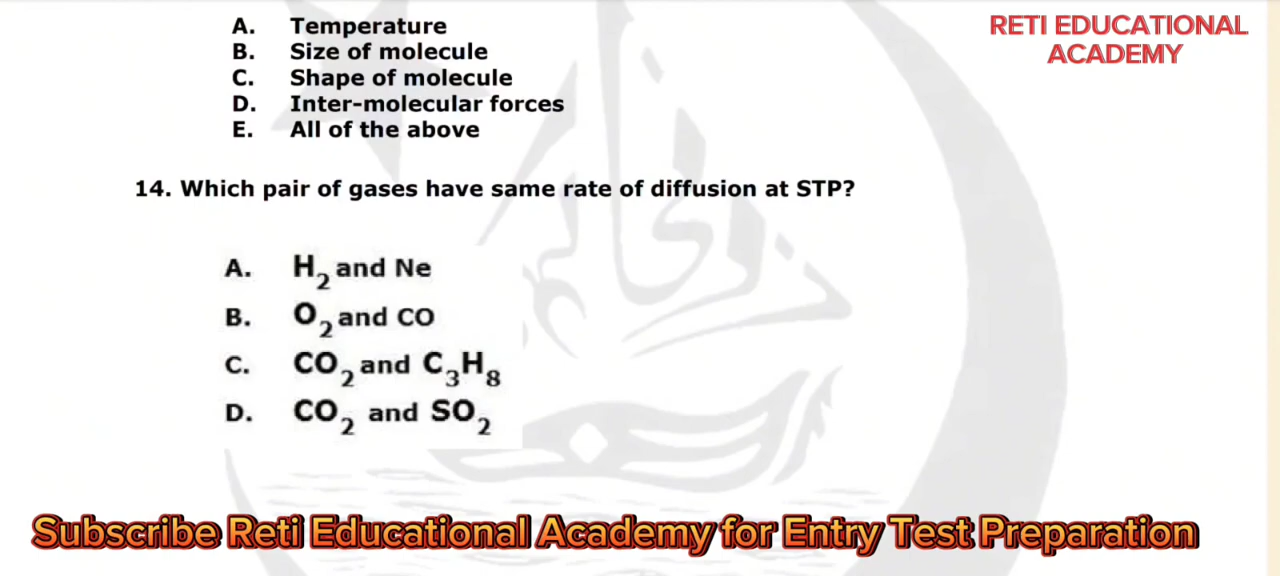 RETI EDUCATIONAL
ACADEMY
A. Temperature
B. Size of molecule
C. Shape of molecule
D. Inter-molecular forces
E. All of the above
14. Which pair of gases have same rate of diffusion at STP?
A. H₂ and Ne
B. O₂ and CO
C. CO₂ and C₃H₈
D. CO₂ and SO₂
Subscribe Reti Educational Academy for Entry Test Preparation